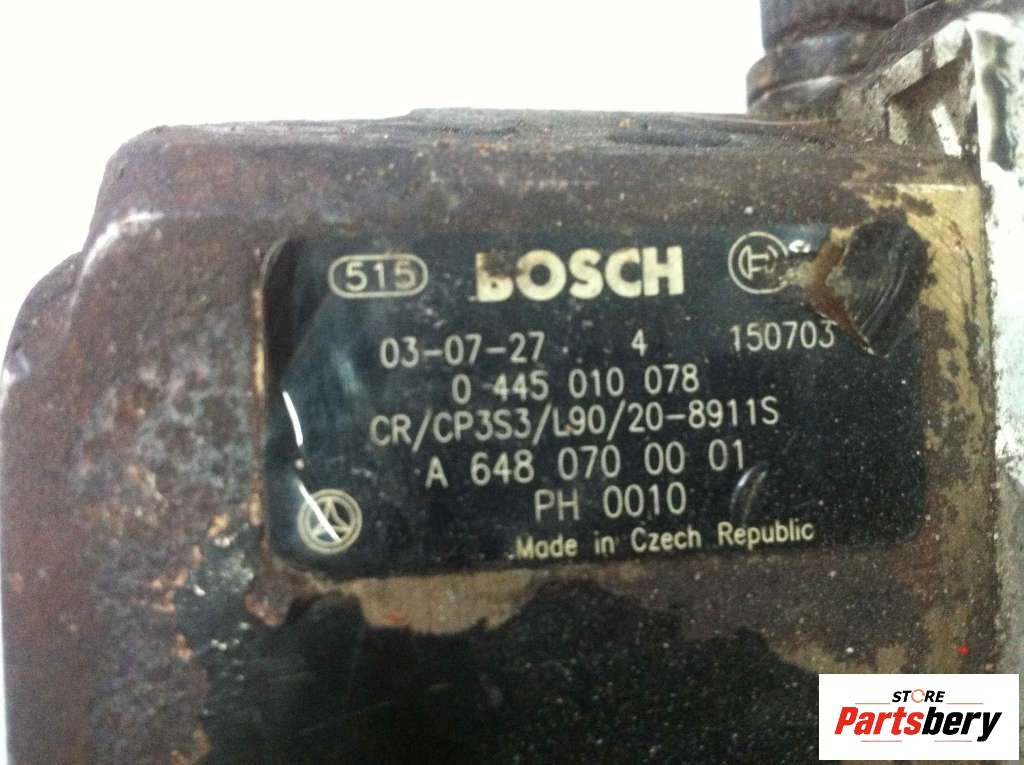 515 BOSCH
03-07-27 4 150703
0 445 010 078
CR/CP3S3/L90/20-8911S
A 648 070 00 01
PH 0010
Made in Czech Republic
STORE
Partsbery